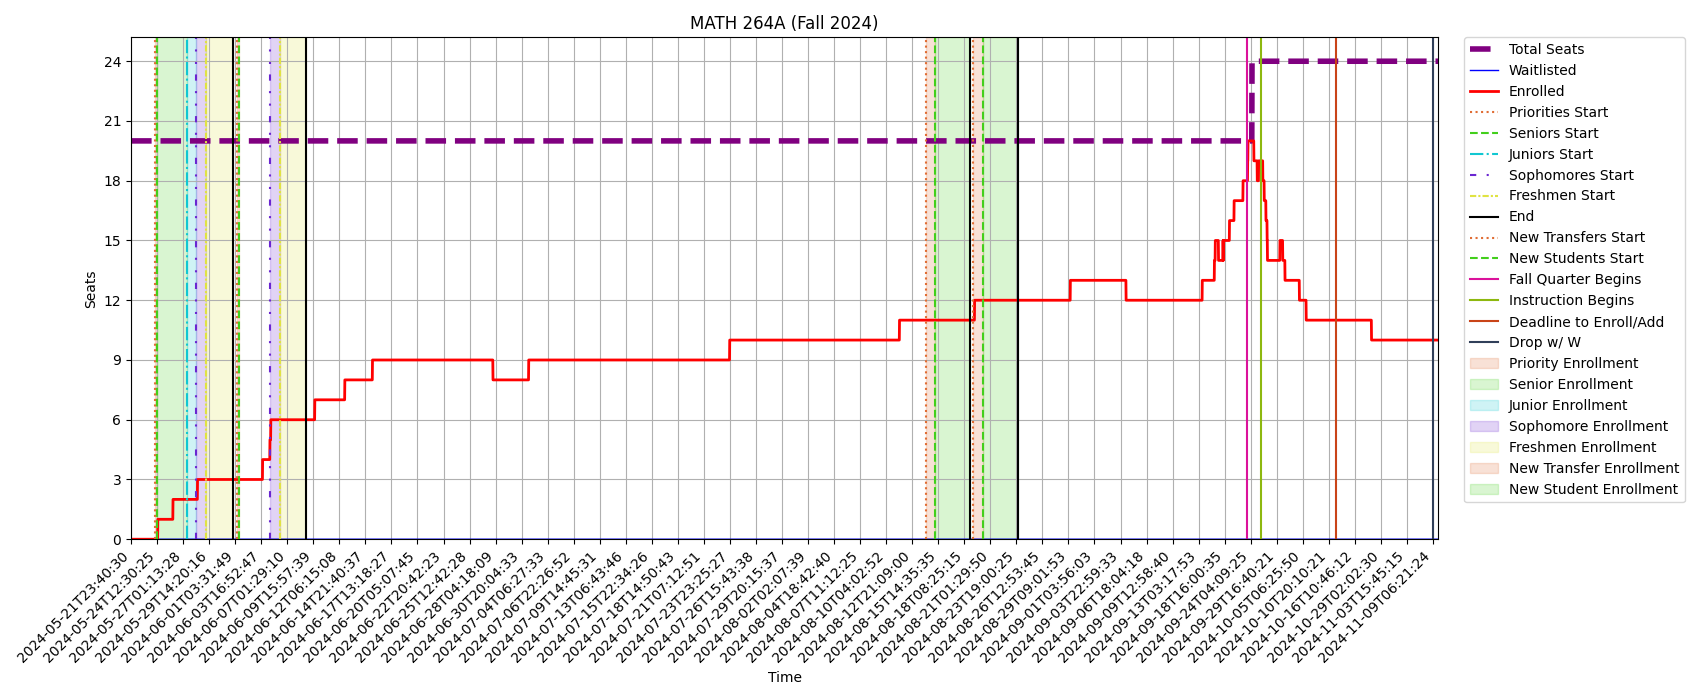 MATH 264A (Fall 2024)
Seats
24
21
18
15
12
9
6
3
0
2024-05-21T23:40:30
2024-05-24T12:30:25
2024-05-27T01:13:28
2024-05-29T14:20:16
2024-06-01T03:31:49
2024-06-03T16:52:47
2024-06-07T01:29:10
2024-06-09T15:57:39
2024-06-12T06:15:08
2024-06-14T21:40:37
2024-06-17T13:18:27
2024-06-20T05:07:45
2024-06-22T20:42:23
2024-06-25T12:42:28
2024-06-28T04:18:09
2024-06-30T20:04:33
2024-07-04T06:27:33
2024-07-06T22:26:52
2024-07-09T14:45:31
2024-07-13T06:43:46
2024-07-15T22:34:26
2024-07-18T14:50:43
2024-07-21T07:12:51
2024-07-23T23:25:27
2024-07-26T15:43:38
2024-07-29T10:15:37
2024-08-02T02:07:39
2024-08-04T18:42:40
2024-08-07T11:12:25
2024-08-10T04:02:52
2024-08-12T21:09:00
2024-08-15T14:35:35
2024-08-18T08:25:15
2024-08-21T01:29:50
2024-08-23T19:00:25
2024-08-26T12:53:45
2024-08-29T09:01:53
2024-09-01T03:56:03
2024-09-03T22:59:33
2024-09-06T18:04:18
2024-09-09T12:58:40
2024-09-13T03:17:53
2024-09-18T16:00:35
2024-09-24T04:09:25
2024-09-29T16:40:21
2024-10-05T06:25:50
2024-10-10T20:10:21
2024-10-16T10:46:12
2024-10-29T02:02:30
2024-11-03T15:45:15
2024-11-09T06:21:24
Time
Total Seats
Waitlisted
Enrolled
Priorities Start
Seniors Start
Juniors Start
Sophomores Start
Freshmen Start
End
New Transfers Start
New Students Start
Fall Quarter Begins
Instruction Begins
Deadline to Enroll/Add
Drop w/ W
Priority Enrollment
Senior Enrollment
Junior Enrollment
Sophomore Enrollment
Freshmen Enrollment
New Transfer Enrollment
New Student Enrollment